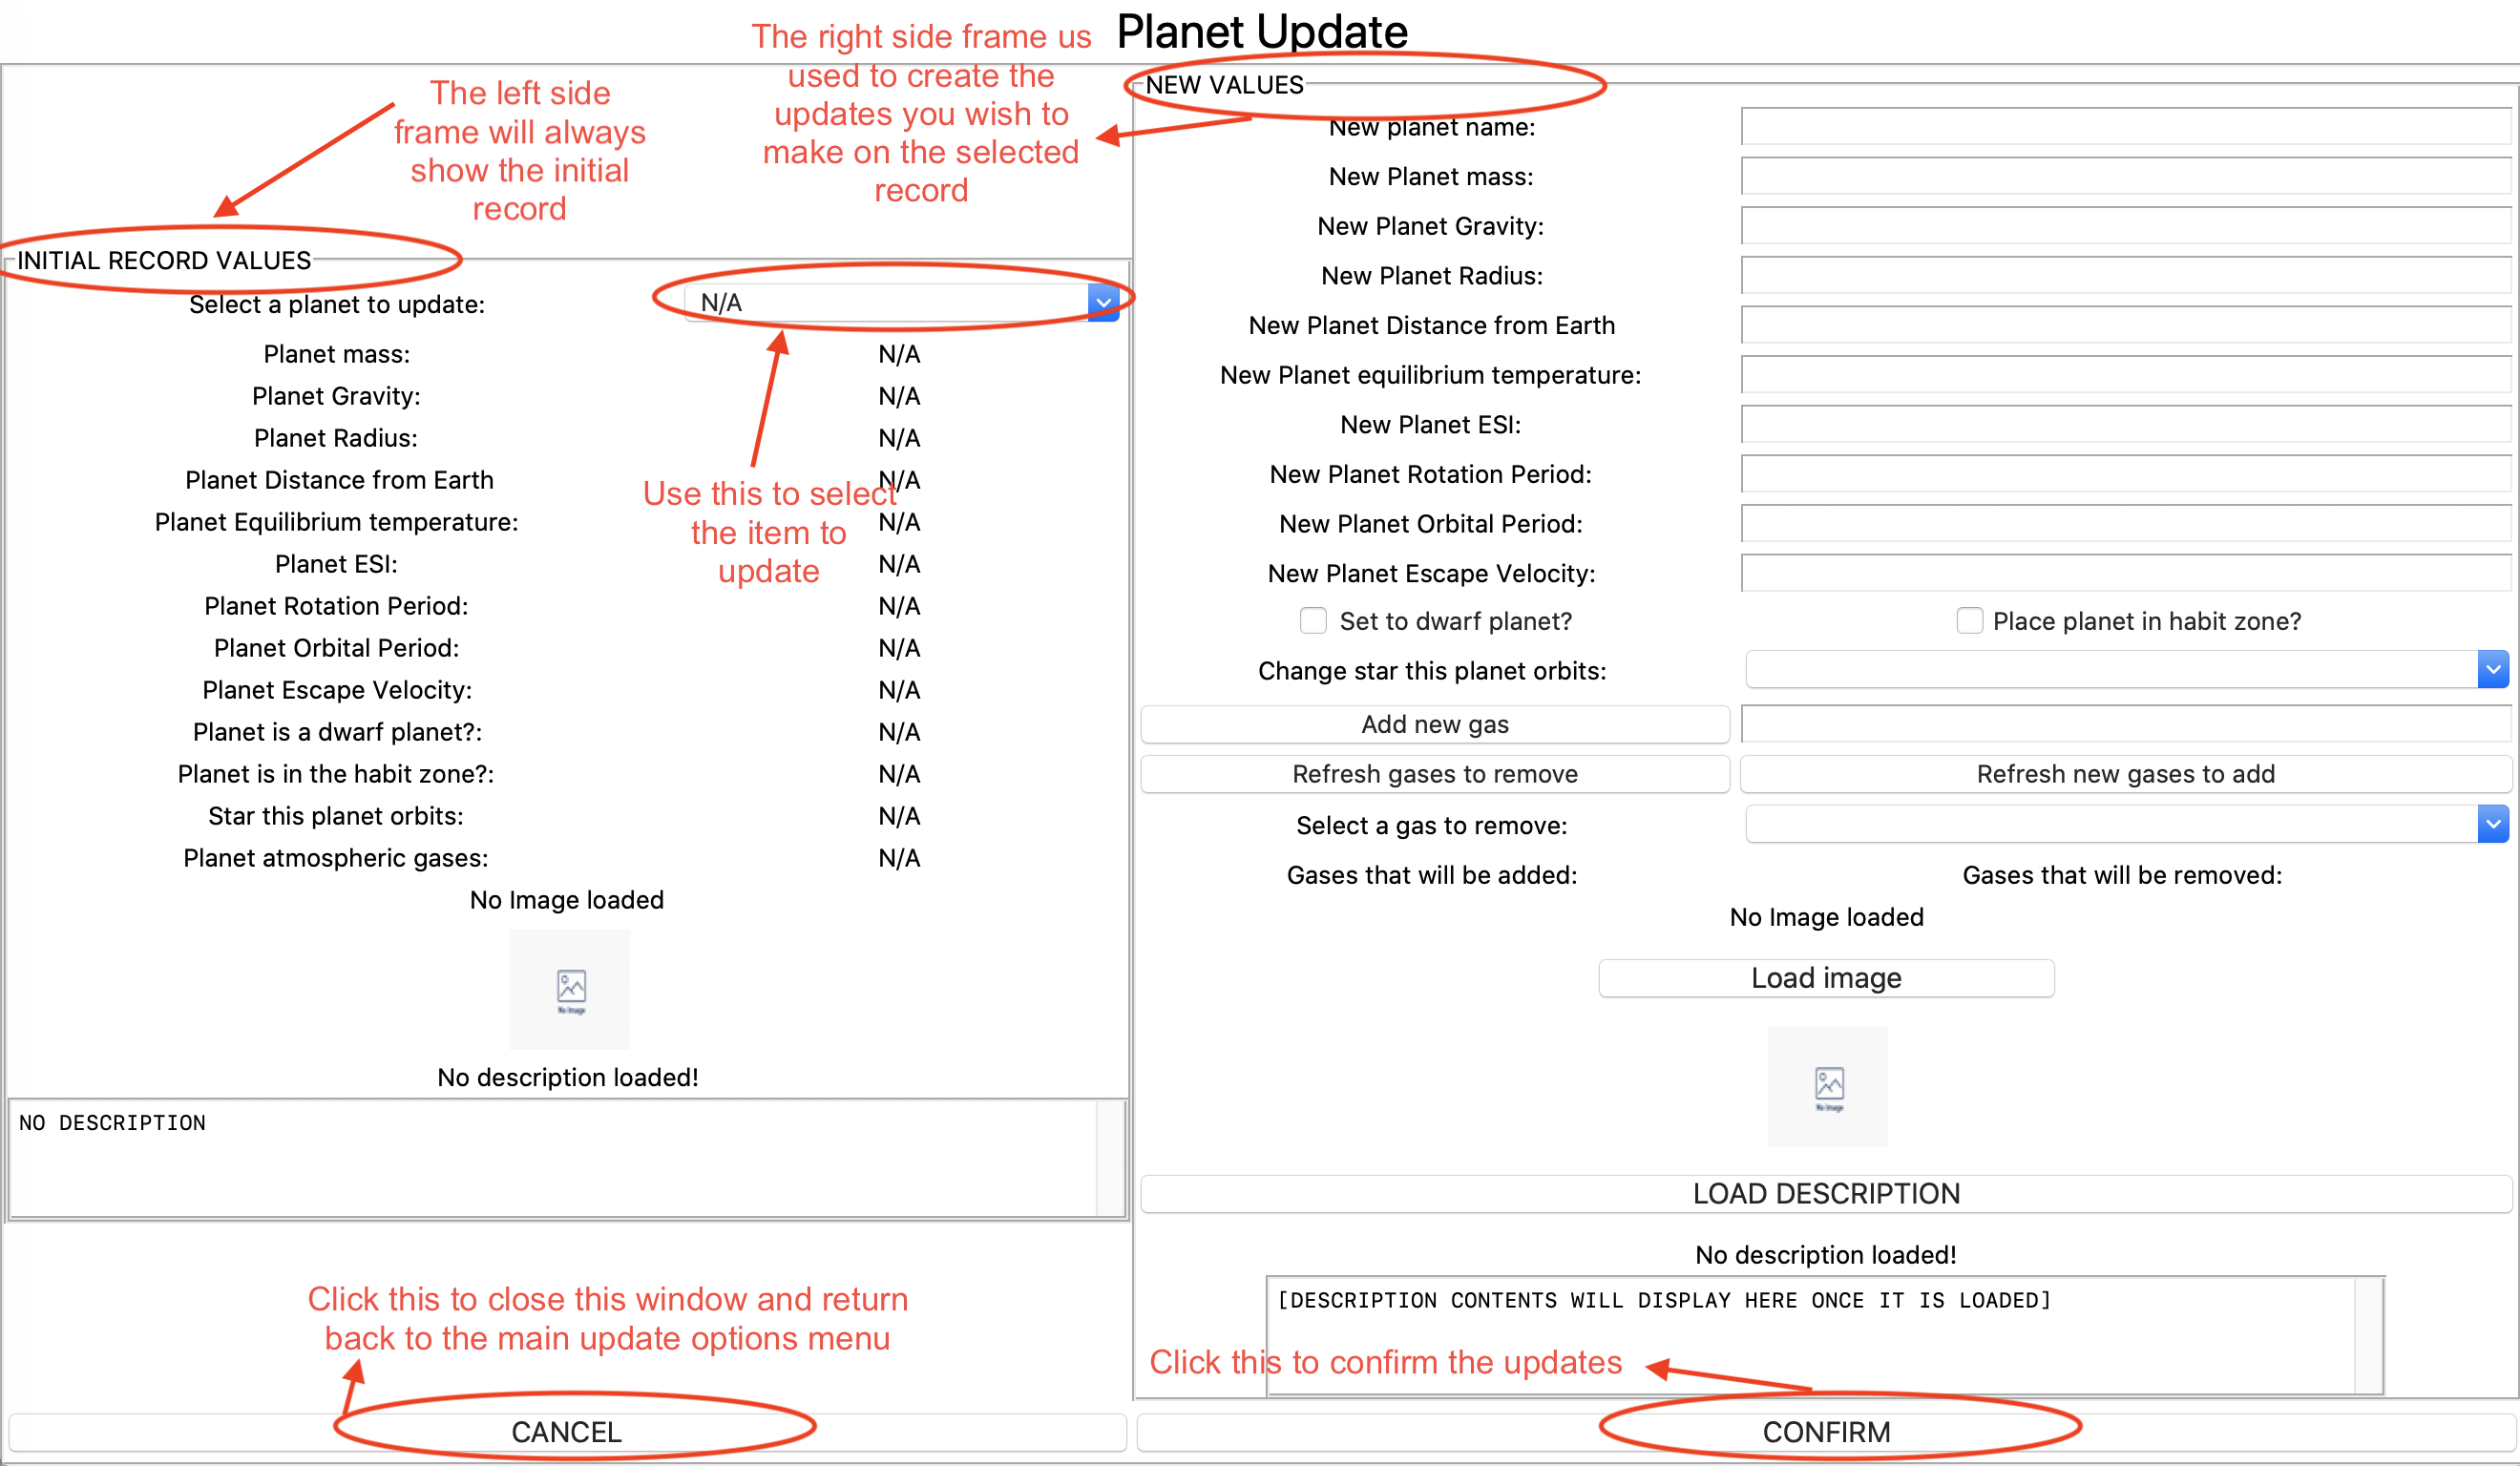 Planet Update
The right side frame us
used to create the
updates you wish to
make on the selected
record
The left side
frame will always
show the initial
record
INITIAL RECORD VALUES
Select a planet to update:
N/A
Planet mass:
N/A
Planet Gravity:
N/A
Planet Radius:
N/A
Planet Distance from Earth
N/A
Planet Equilibrium temperature:
N/A
Planet ESI:
N/A
Planet Rotation Period:
N/A
Planet Orbital Period:
N/A
Planet Escape Velocity:
N/A
Planet is a dwarf planet?:
N/A
Planet is in the habit zone?:
N/A
Star this planet orbits:
N/A
Planet atmospheric gases:
N/A
Use this to select
the item to
update
No Image loaded
No Image
No description loaded!
NO DESCRIPTION
Click this to close this window and return
back to the main update options menu
CANCEL
NEW VALUES
New planet name:
New Planet mass:
New Planet Gravity:
New Planet Radius:
New Planet Distance from Earth
New Planet equilibrium temperature:
New Planet ESI:
New Planet Rotation Period:
New Planet Orbital Period:
New Planet Escape Velocity:
Set to dwarf planet?
Place planet in habit zone?
Change star this planet orbits:
Add new gas
Refresh gases to remove
Refresh new gases to add
Select a gas to remove:
Gases that will be added:
Gases that will be removed:
No Image loaded
Load image
No Image
LOAD DESCRIPTION
No description loaded!
[DESCRIPTION CONTENTS WILL DISPLAY HERE ONCE IT IS LOADED]
Click this to confirm the updates
CONFIRM